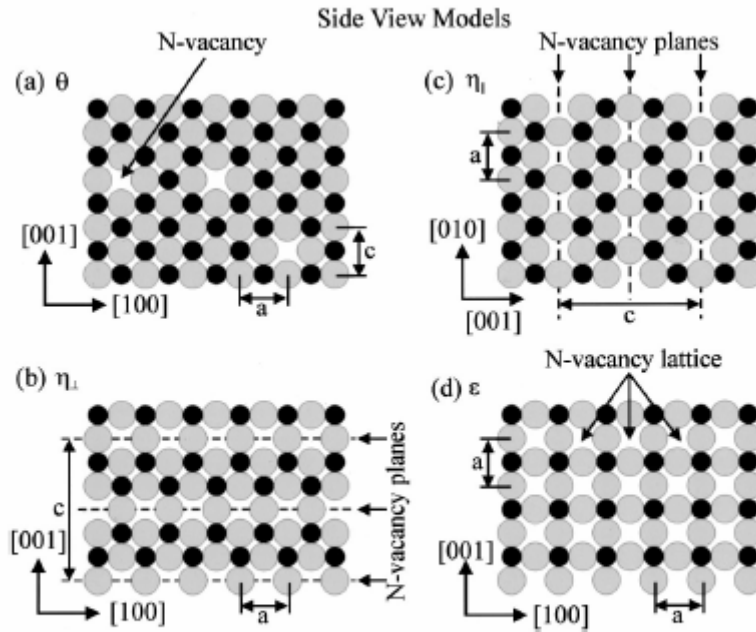 Side View Models
N-vacancy
(a) θ
[001]
[100]
c
a
N-vacancy planes
(c) η∥
a
[010]
[001]
c
(b) η⊥
c
[001]
[100]
a
N-vacancy planes
N-vacancy lattice
(d) ε
a
[001]
[100]
a